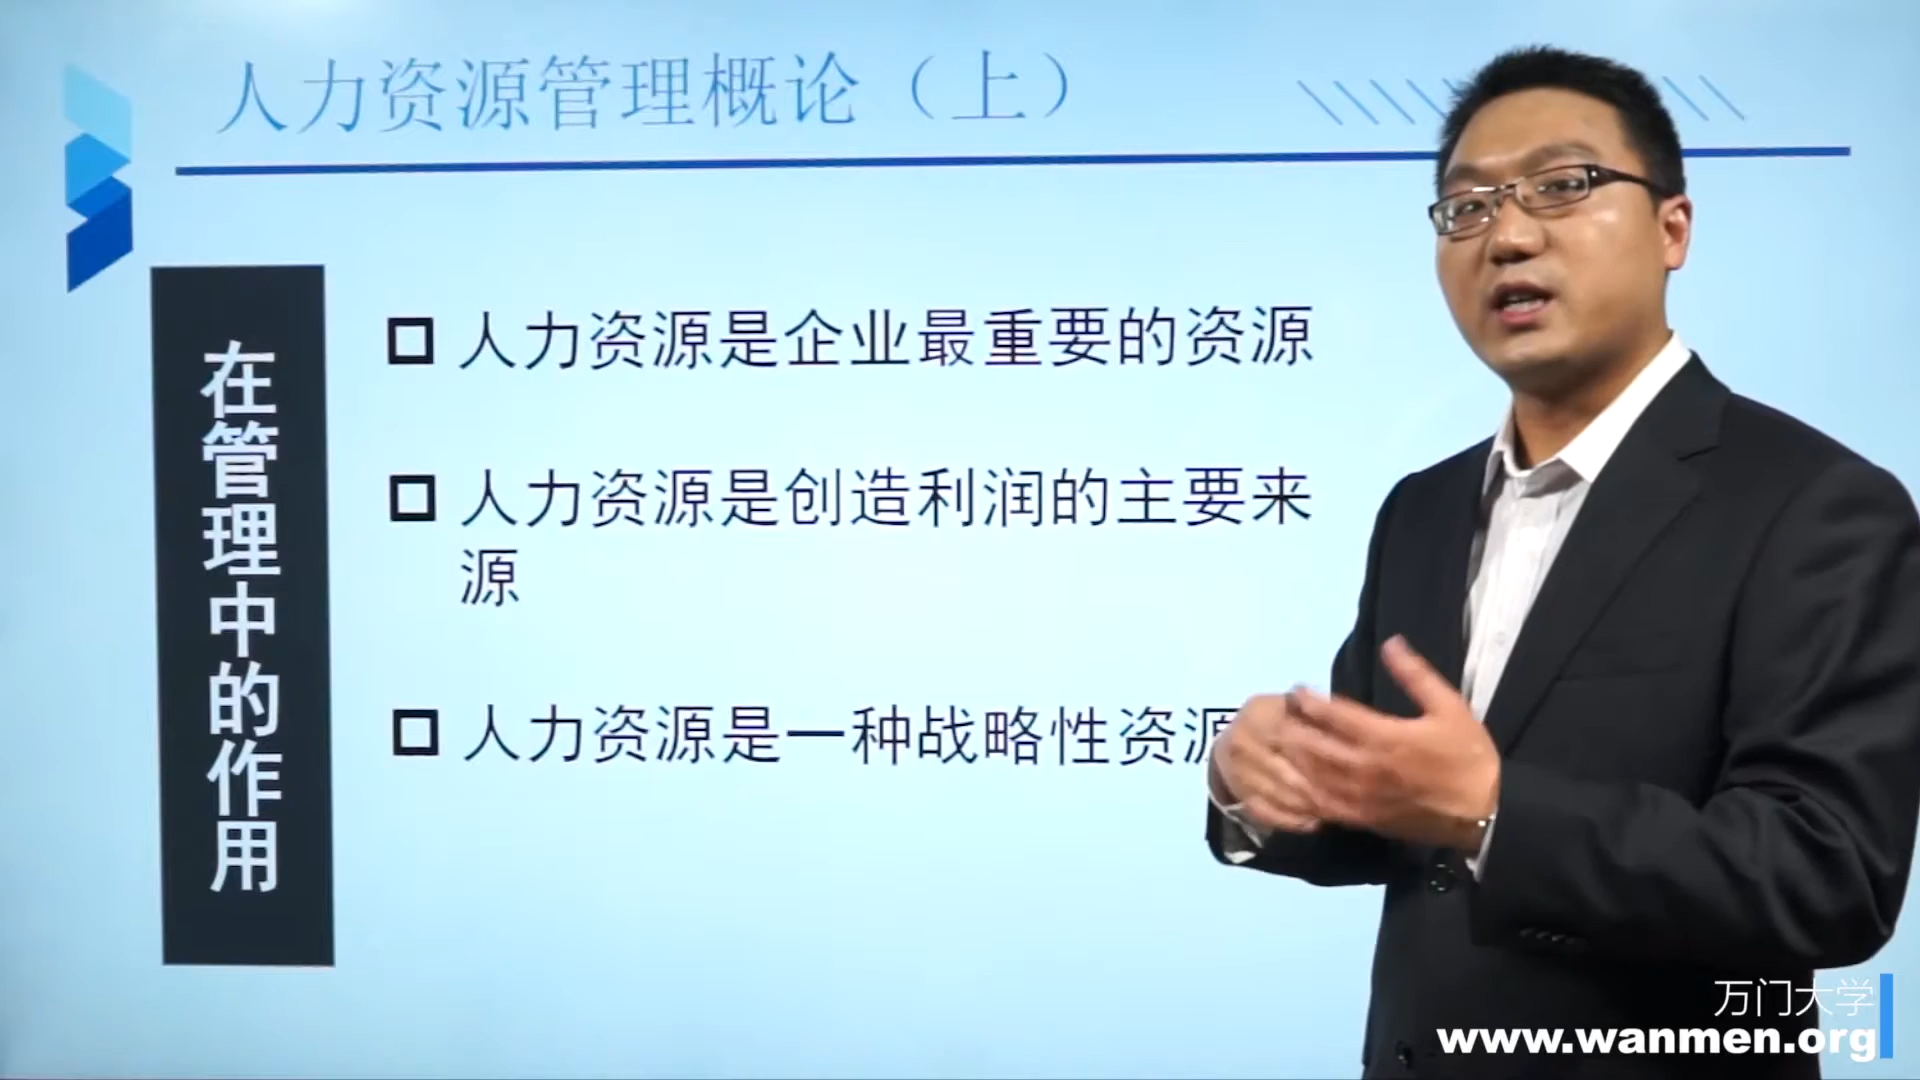 人力资源管理概论（上）
在管理中的作用
人力资源是企业最重要的资源
人力资源是创造利润的主要来
源
人力资源是一种战略性资源
万门大学
www.wanmen.org